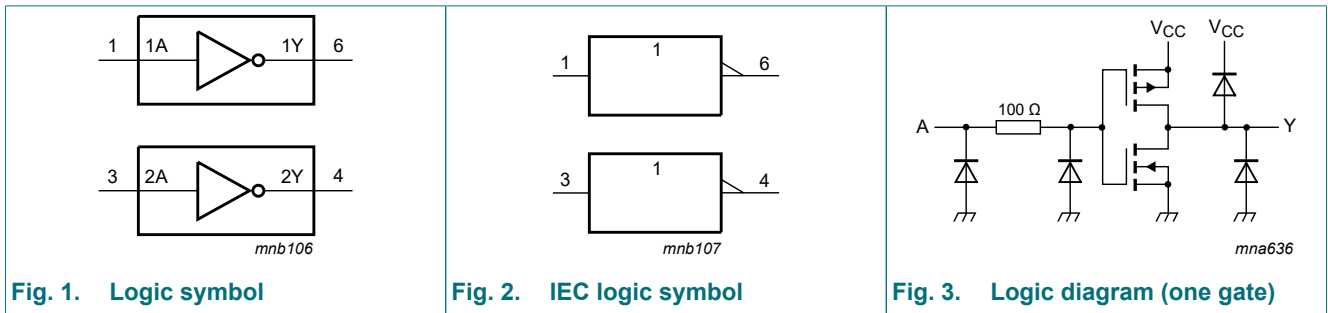 1 1A 1Y 6
3 2A 2Y 4
mnb106
Fig. 1. Logic symbol
1
1 6
1
3 4
mnb107
Fig. 2. IEC logic symbol
VCC VCC
100 Ω
A Y
mna636
Fig. 3. Logic diagram (one gate)